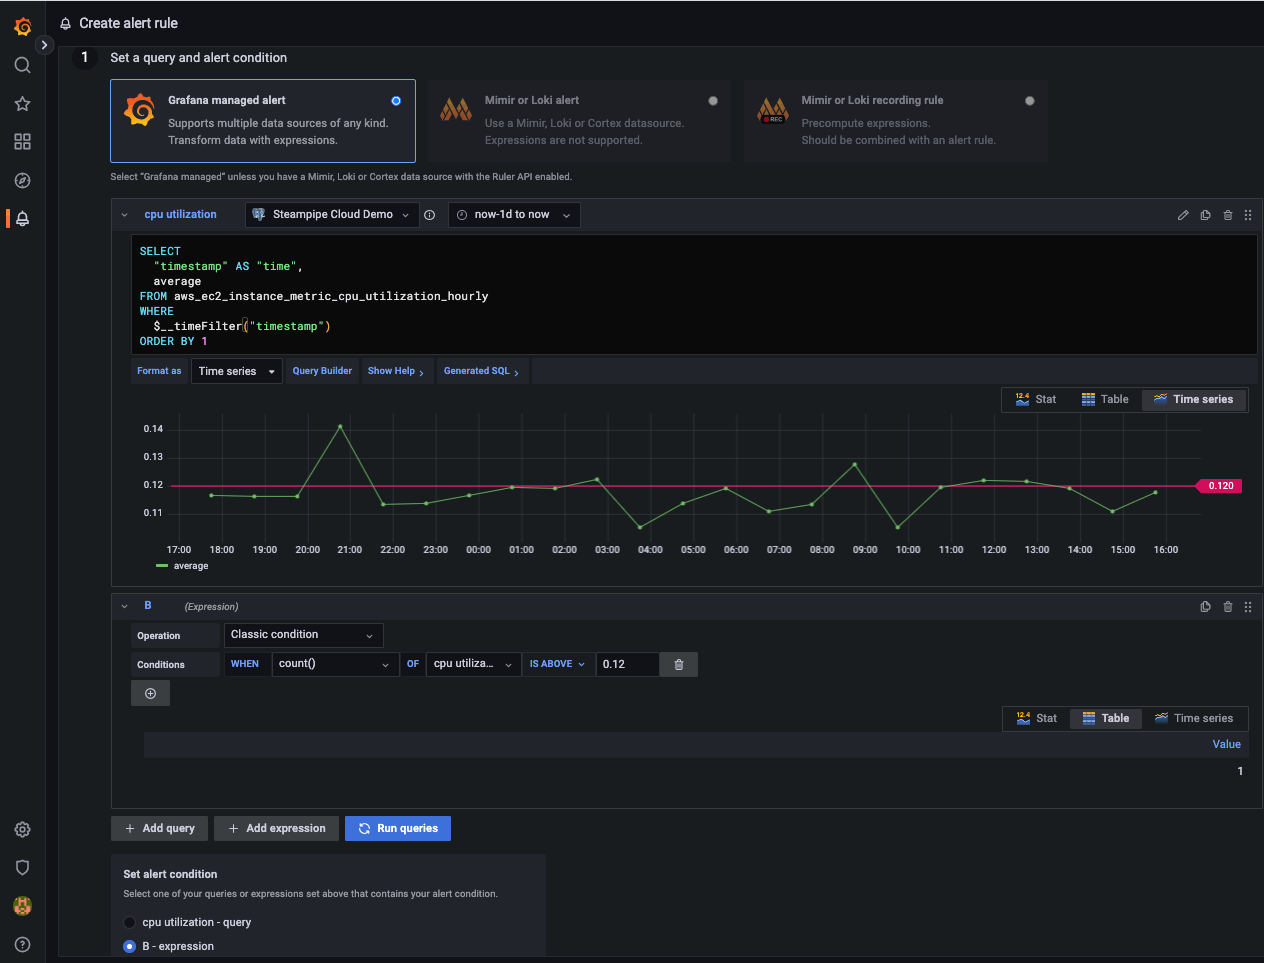 Create alert rule
1 Set a query and alert condition
Grafana managed alert
Supports multiple data sources of any kind.
Transform data with expressions.
Mimir or Loki alert
Use a Mimir, Loki or Cortex datasource.
Expressions are not supported.
Mimir or Loki recording rule
REC
Precompute expressions.
Should be combined with an alert rule.
Select "Grafana managed" unless you have a Mimir, Loki or Cortex data source with the Ruler API enabled.
cpu utilization Steampipe Cloud Demo now-1d to now
SELECT
"timestamp" AS "time",
average
FROM aws_ec2_instance_metric_cpu_utilization_hourly
WHERE
$__timeFilter("timestamp")
ORDER BY 1
Format as Time series Query Builder Show Help > Generated SQL >
12.4 Stat Table Time series
0.14
0.13
0.12
0.11
0.120
17:00 18:00 19:00 20:00 21:00 22:00 23:00 00:00 01:00 02:00 03:00 04:00 05:00 06:00 07:00 08:00 09:00 10:00 11:00 12:00 13:00 14:00 15:00 16:00
average
B (Expression)
Operation Classic condition
Conditions WHEN count() OF cpu utiliza... IS ABOVE 0.12
12.4 Stat Table Time series
Value
1
+ Add query + Add expression Run queries
Set alert condition
Select one of your queries or expressions set above that contains your alert condition.
cpu utilization - query
B - expression